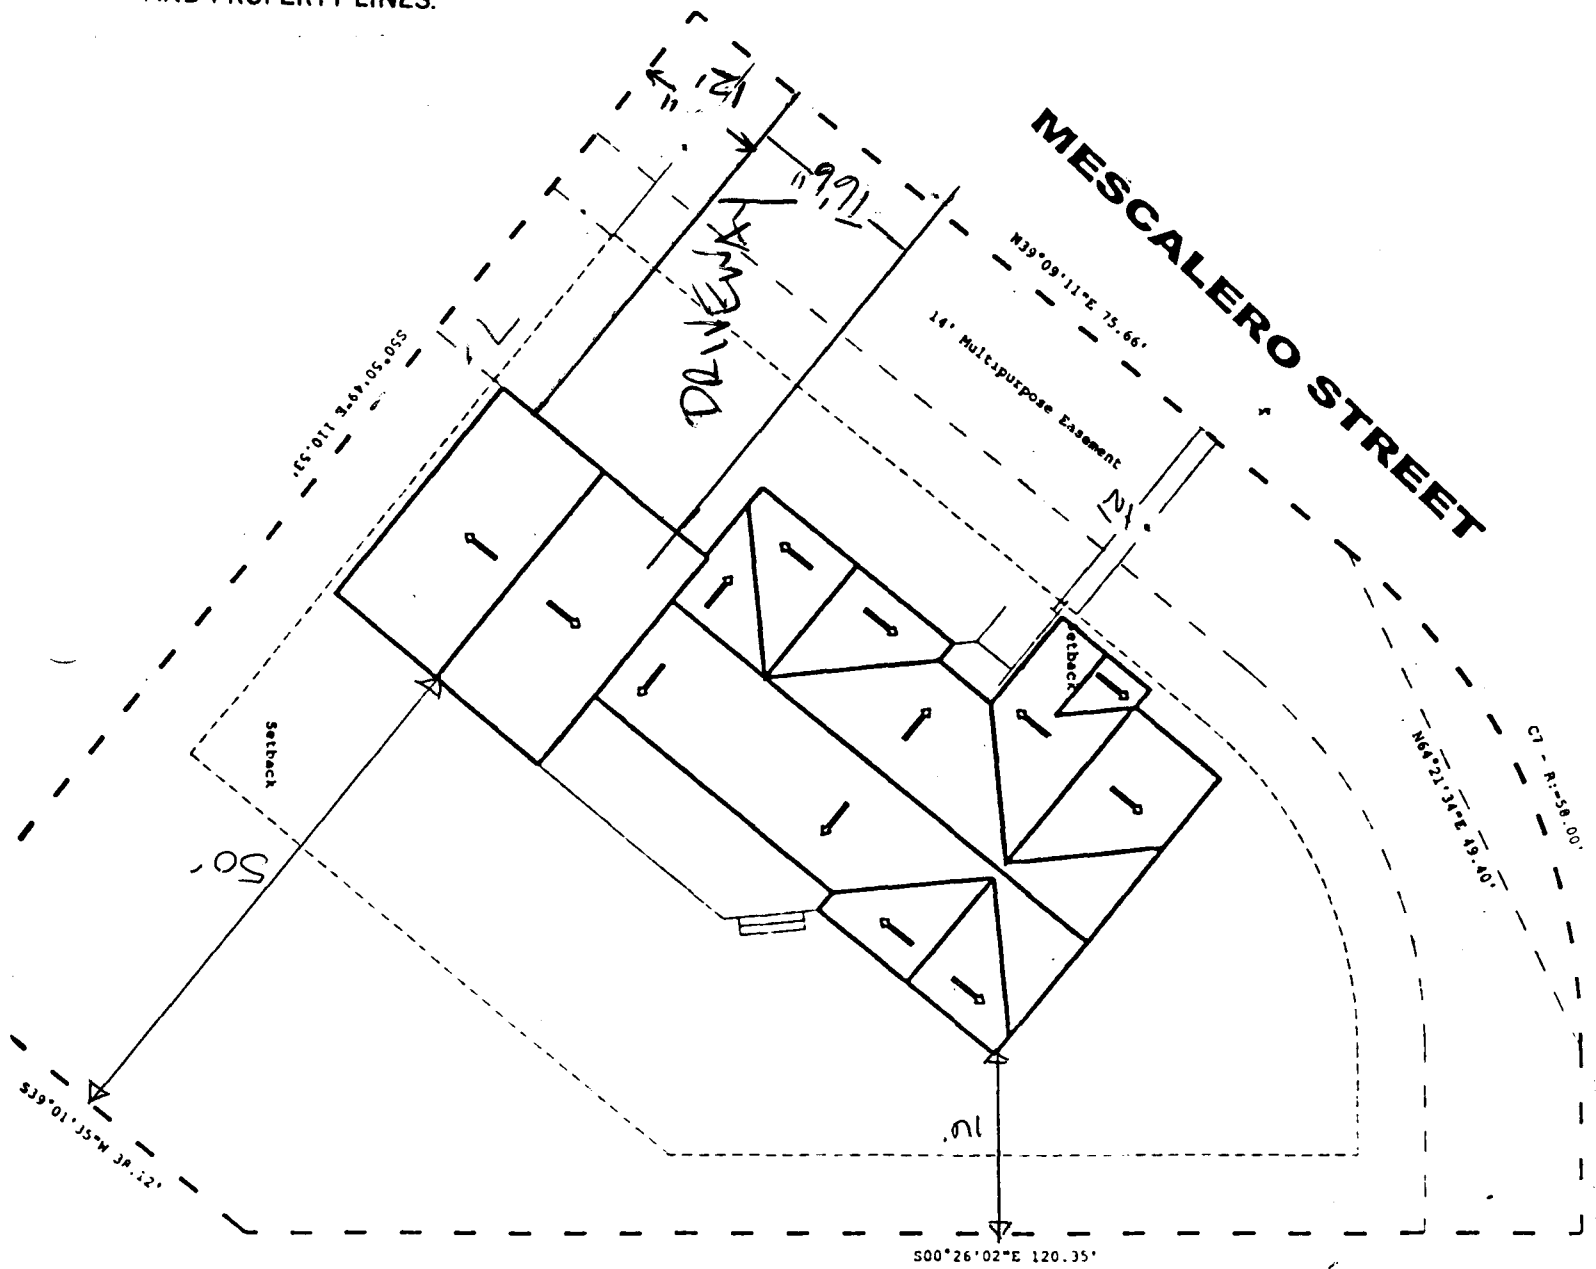 AND PROPERTY LINES.
12'
16'6"
MESCALERO STREET
DRIVEWAY
N39°09'11"E 75.66'
14' Multipurpose Easement
S50°50'49"E 110.53'
7'
Setback
Setback
C7 - R:=58.00'
N64°21'34"E 49.40'
50'
S39°01'35"W 38.12'
S00°26'02"E 120.35'